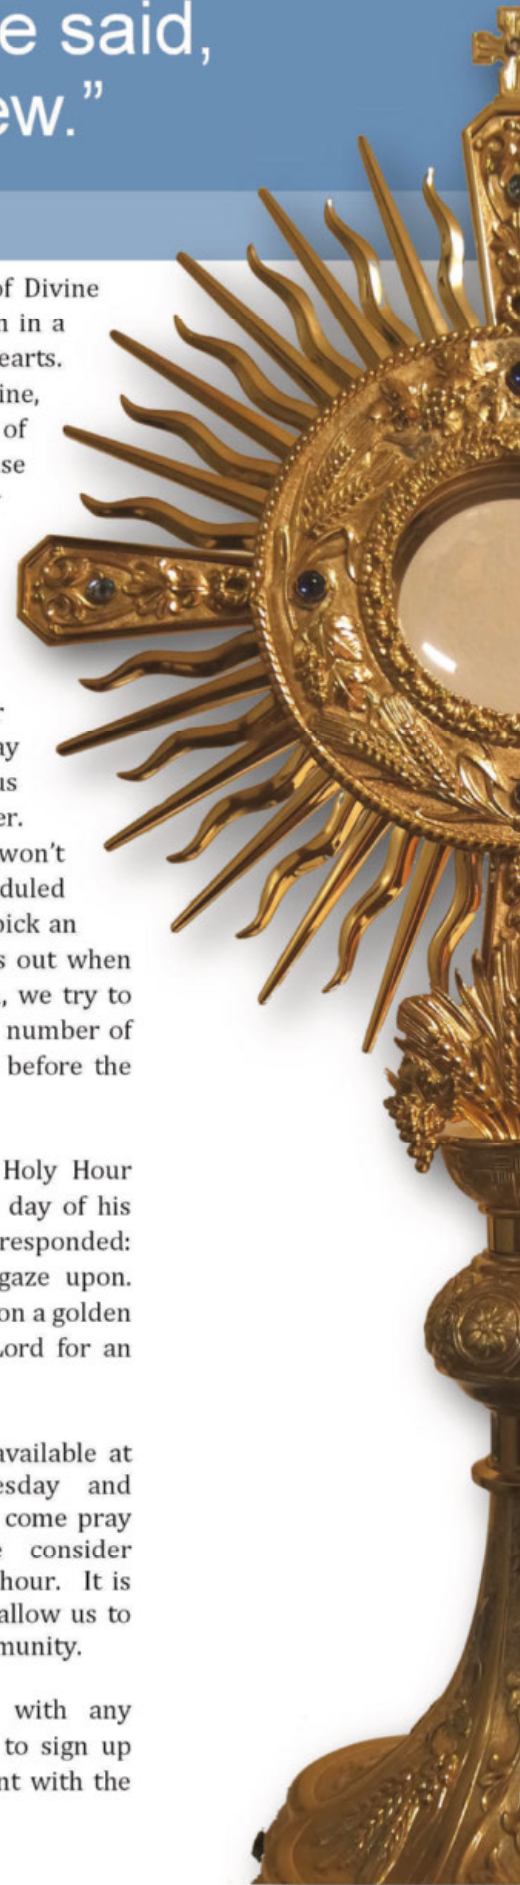 e said,
ew.”
of Divine
n in a
earts.
ine,
of
se
r
ay
us
er.
won’t
duled
pick an
s out when
, we try to
number of
before the
Holy Hour
day of his
responded:
gaze upon.
on a golden
Lord for an
available at
esday and
come pray
e consider
hour. It is
allow us to
munity.
with any
to sign up
nt with the